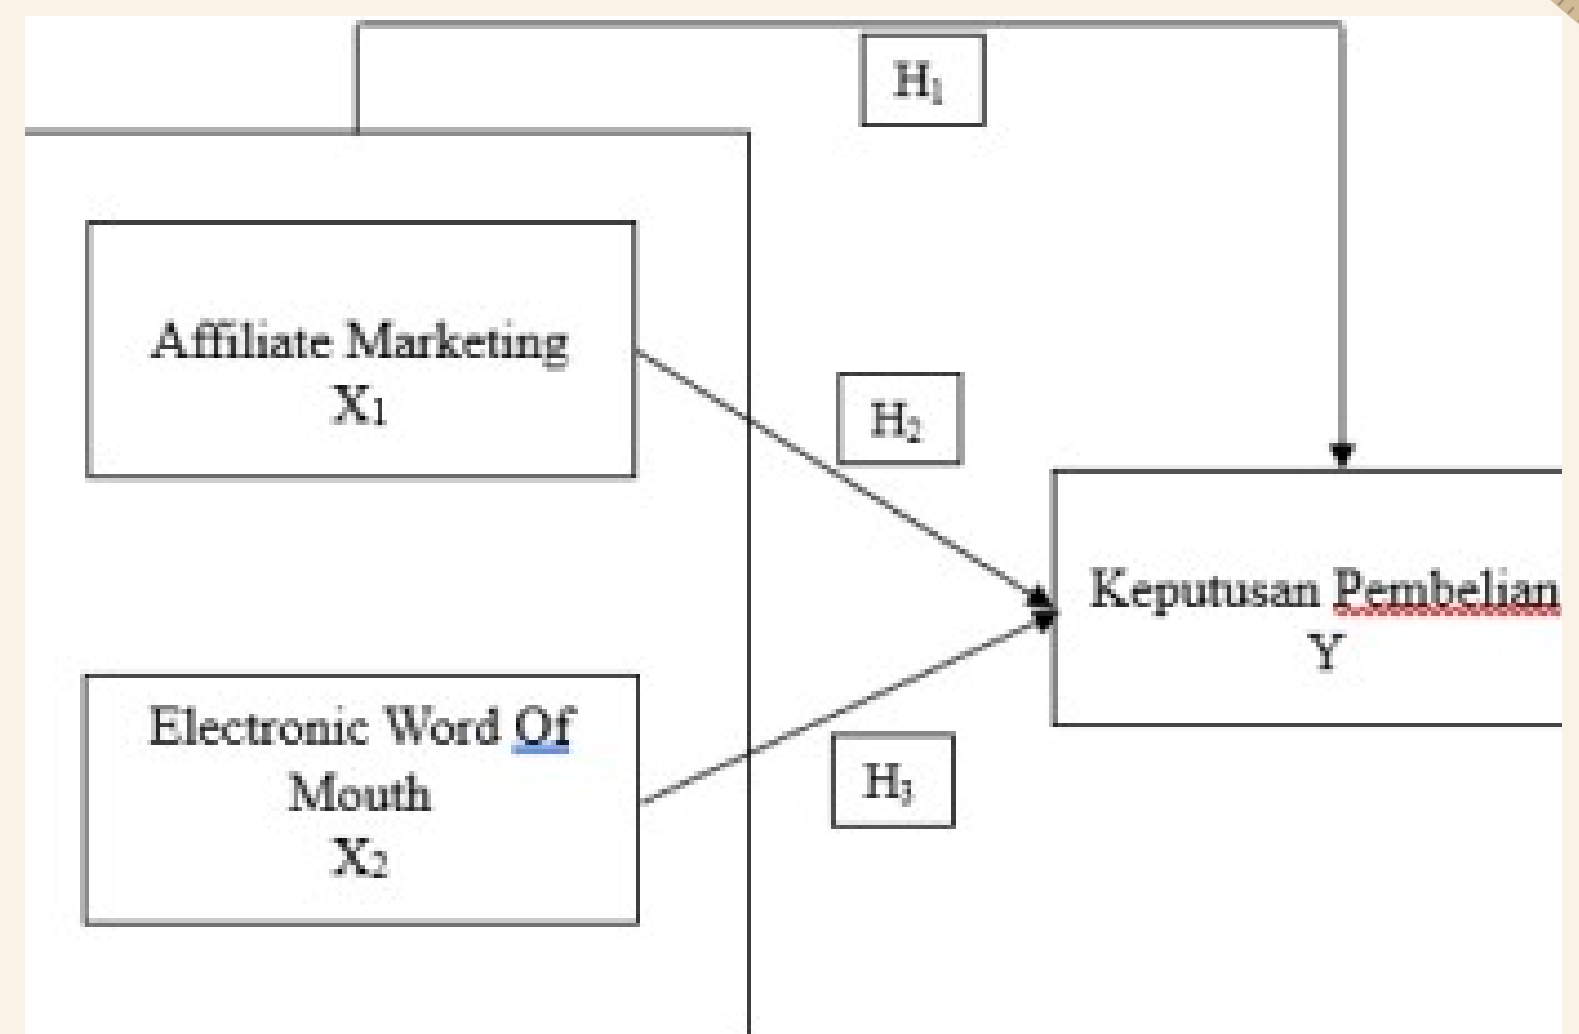 H₁
Affiliate Marketing
X1
H₂
Keputusan Pembelian
Y
Electronic Word Of
Mouth
X2
H₃